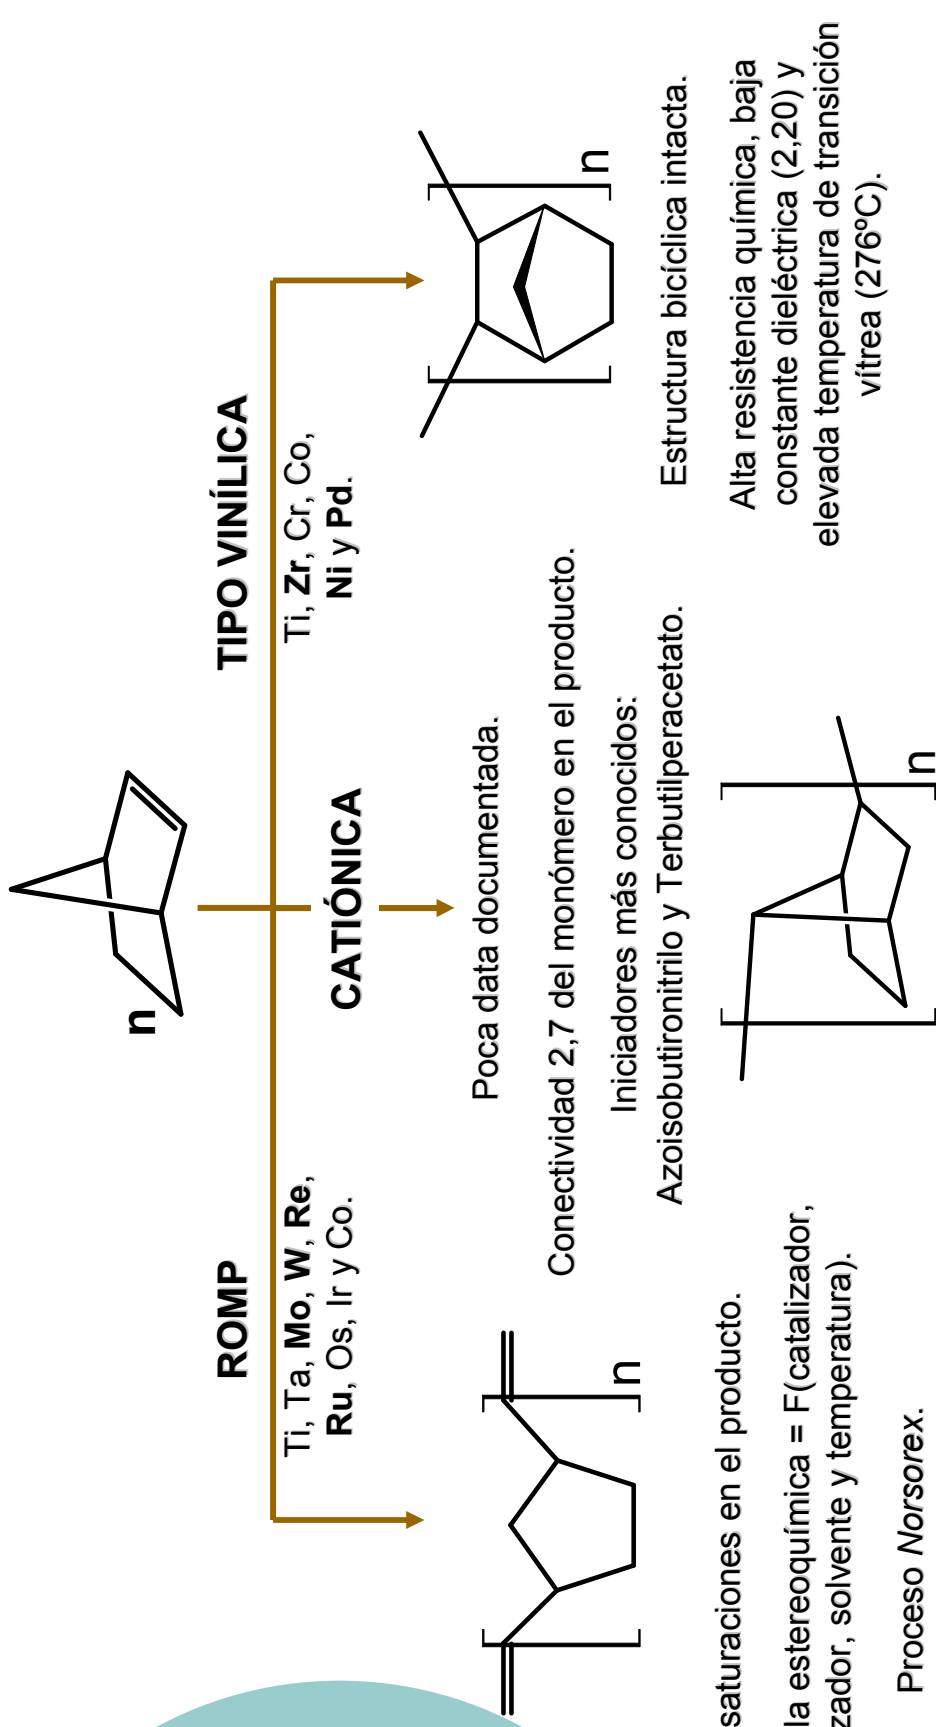 n
ROMP
Ti, Ta, Mo, W, Re,
Ru, Os, Ir y Co.
n
saturaciones en el producto.
la estereoquímica = F(catalizador,
zador, solvente y temperatura).
Proceso Norsorex.
CATIÓNICA
Poca data documentada.
Conectividad 2,7 del monómero en el producto.
Iniciadores más conocidos:
Azoisobutironitrilo y Terbutilperacetato.
n
TIPO VINÍLICA
Ti, Zr, Cr, Co,
Ni y Pd.
n
Estructura bicíclica intacta.
Alta resistencia química, baja
constante dieléctrica (2,20) y
elevada temperatura de transición
vítrea (276ºC).